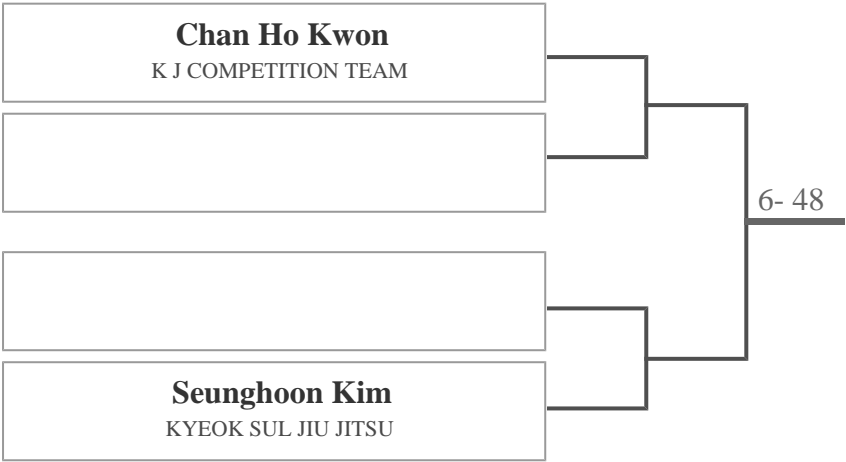 Chan Ho Kwon
K J COMPETITION TEAM
6- 48
Seunghoon Kim
KYEOK SUL JIU JITSU